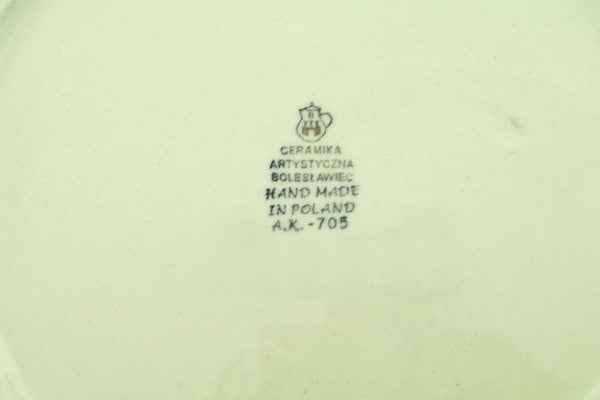 B
CERAMIKA
ARTYSTYCZNA
BOLESŁAWIEC
HAND MADE
IN POLAND
A.K. -705